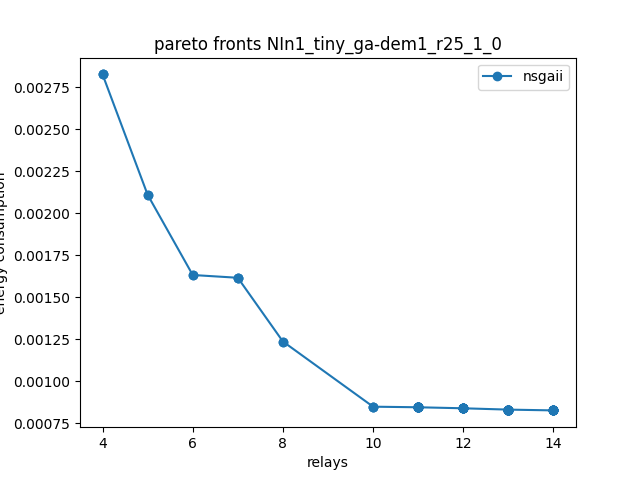 pareto fronts NIn1_tiny_ga-dem1_r25_1_0
nsgaii
0.00275
0.00250
0.00225
0.00200
0.00175
0.00150
0.00125
0.00100
0.00075
energy consumption
4 6 8 10 12 14
relays